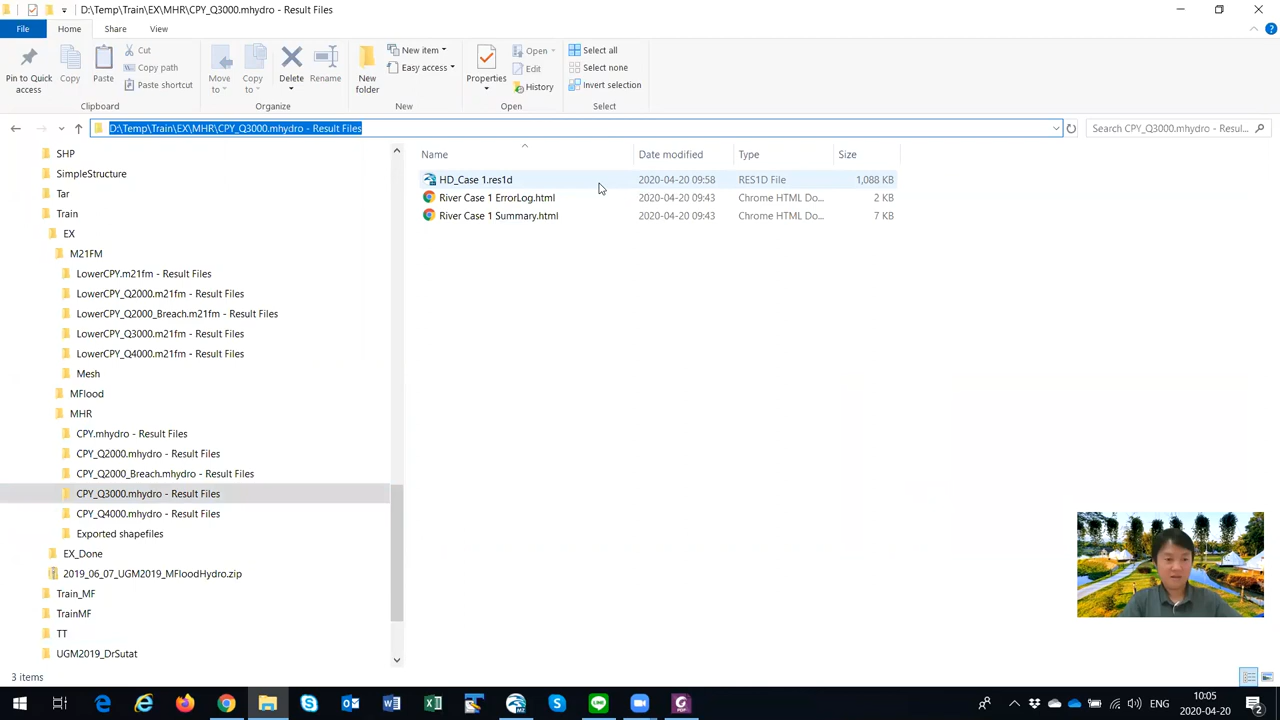 D:\Temp\Train\EX\MHR\CPY_Q3000.mhydro - Result Files
File
Home
Share
View
Pin to Quick access
Copy
Paste
Cut
Copy path
Paste shortcut
Clipboard
Move to
Copy to
Delete
Rename
Organize
New folder
New item
Easy access
New
Properties
Open
Edit
History
Open
Select all
Select none
Invert selection
Select
D:\Temp\Train\EX\MHR\CPY_Q3000.mhydro - Result Files
Search CPY_Q3000.mhydro - Resul...
SHP
SimpleStructure
Tar
Train
EX
M21FM
LowerCPY.m21fm - Result Files
LowerCPY_Q2000.m21fm - Result Files
LowerCPY_Q2000_Breach.m21fm - Result Files
LowerCPY_Q3000.m21fm - Result Files
LowerCPY_Q4000.m21fm - Result Files
Mesh
MFlood
MHR
CPY.mhydro - Result Files
CPY_Q2000.mhydro - Result Files
CPY_Q2000_Breach.mhydro - Result Files
CPY_Q3000.mhydro - Result Files
CPY_Q4000.mhydro - Result Files
Exported shapefiles
EX_Done
2019_06_07_UGM2019_MFloodHydro.zip
Train_MF
TrainMF
TT
UGM2019_DrSutat
Name Date modified Type Size
HD_Case 1.res1d 2020-04-20 09:58 RES1D File 1,088 KB
River Case 1 ErrorLog.html 2020-04-20 09:43 Chrome HTML Do... 2 KB
River Case 1 Summary.html 2020-04-20 09:43 Chrome HTML Do... 7 KB
3 items
ENG
10:05
2020-04-20
2